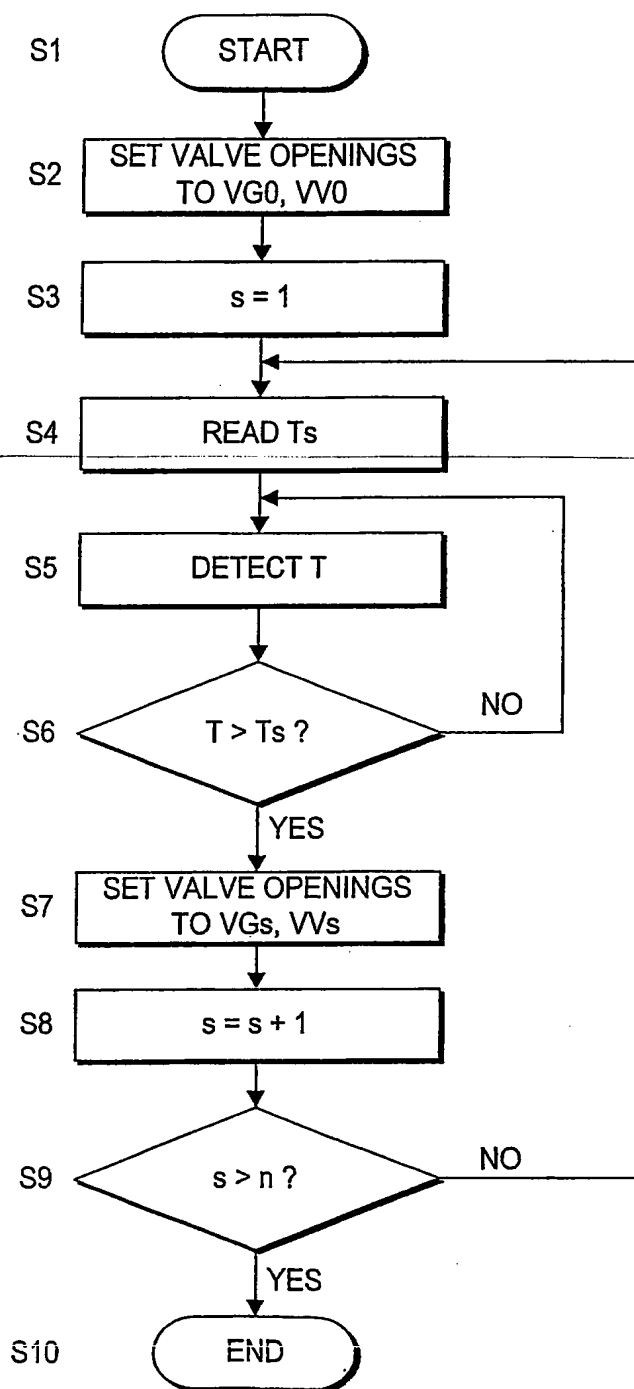 S1 START
S2 SET VALVE OPENINGS
TO VG0, VV0
S3 s = 1
S4 READ Ts
S5 DETECT T
S6 T > Ts ? NO
YES
S7 SET VALVE OPENINGS
TO VGs, VVs
S8 s = s + 1
S9 s > n ? NO
YES
S10 END